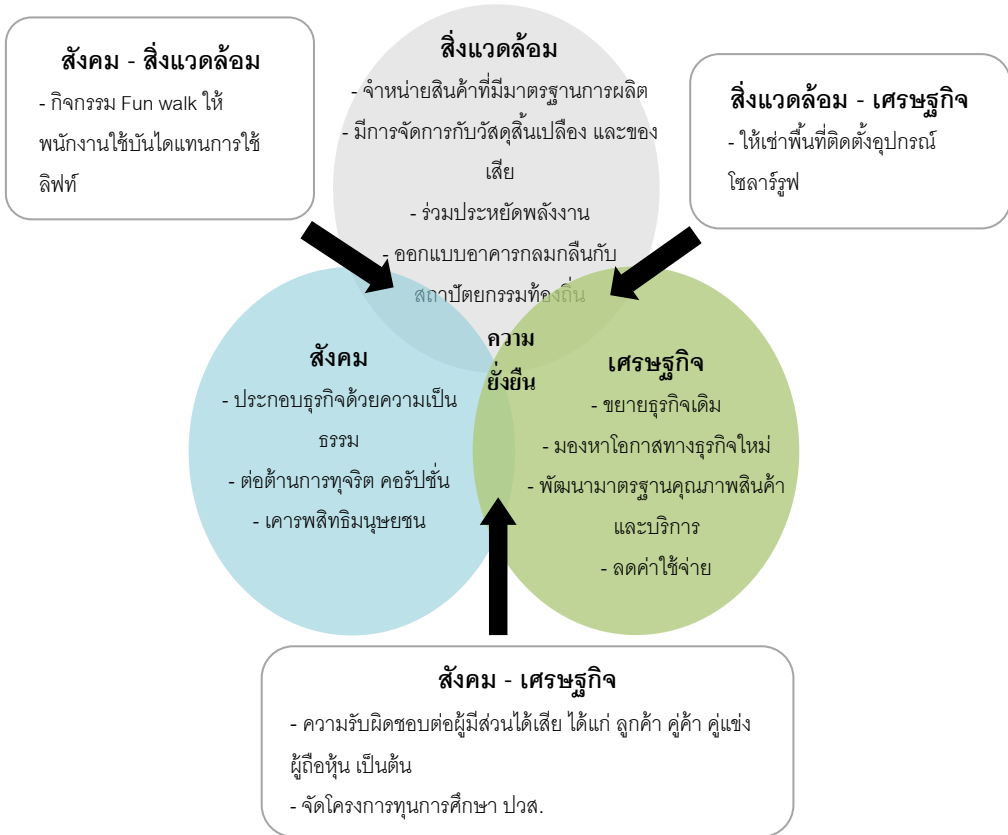 สังคม - สิ่งแวดล้อม
- กิจกรรม Fun walk ให้
พนักงานใช้บันไดแทนการใช้
ลิฟท์
สิ่งแวดล้อม
- จำหน่ายสินค้าที่มีมาตรฐานการผลิต
- มีการจัดการกับวัสดุสิ้นเปลือง และของ
เสีย
- ร่วมประหยัดพลังงาน
- ออกแบบอาคารกลมกลืนกับ
สถาปัตยกรรมท้องถิ่น
สิ่งแวดล้อม - เศรษฐกิจ
- ให้เช่าพื้นที่ติดตั้งอุปกรณ์
โซลาร์รูฟ
ความ
ยั่งยืน
สังคม
- ประกอบธุรกิจด้วยความเป็น
ธรรม
- ต่อต้านการทุจริต คอรัปชั่น
- เคารพสิทธิมนุษยชน
เศรษฐกิจ
- ขยายธุรกิจเดิม
- มองหาโอกาสทางธุรกิจใหม่
- พัฒนามาตรฐานคุณภาพสินค้า
และบริการ
- ลดค่าใช้จ่าย
สังคม - เศรษฐกิจ
- ความรับผิดชอบต่อผู้มีส่วนได้เสีย ได้แก่ ลูกค้า คู่ค้า คู่แข่ง
ผู้ถือหุ้น เป็นต้น
- จัดโครงการทุนการศึกษา ปวส.